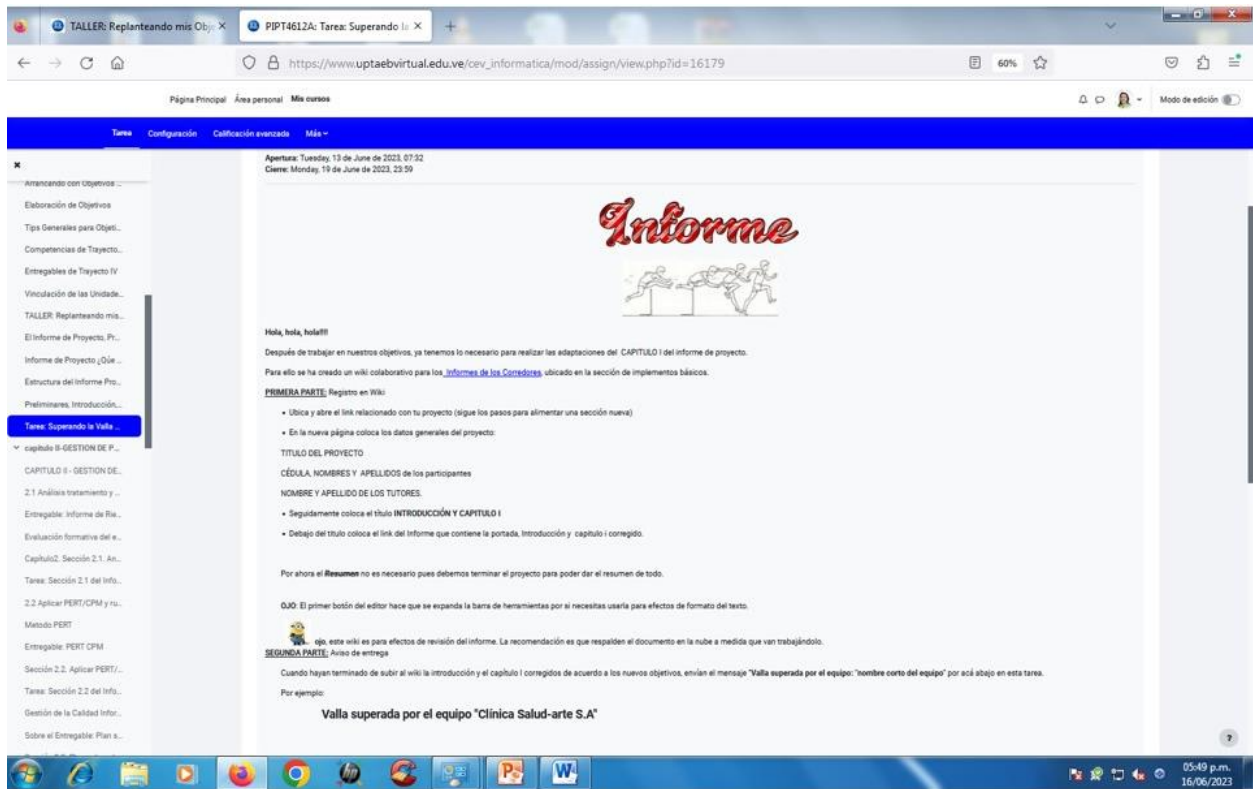 TALLER: Replanteando mis Obje
PIPT4612A: Tarea: Superando la
https://www.uptaebvirtual.edu.ve/cev_informatica/mod/assign/view.php?id=16179
60%
Página Principal Área personal Mis cursos
Modo de edición
Tarea Configuración Calificación avanzada Más
Apertura: Tuesday, 13 de June de 2023, 07:32
Cierre: Monday, 19 de June de 2023, 23:59
Arrancando con Objetivos ...
Elaboración de Objetivos
Tips Generales para Objeti...
Competencias de Trayecto...
Entregables de Trayecto IV
Vinculación de las Unidade...
TALLER: Replanteando mis...
El Informe de Proyecto, Pr...
Informe de Proyecto ¿Qúe ...
Estructura del Informe Pro...
Preliminares, Introducción,...
Tarea: Superando la Valla ...
capítulo II-GESTION DE P...
CAPITULO II - GESTION DE...
2.1 Análisis tratamiento y ...
Entregable: Informe de Rie...
Evaluación formativa del e...
Capítulo2. Sección 2.1. An...
Tarea: Sección 2.1 del Info...
2.2 Aplicar PERT/CPM y ru...
Metodo PERT
Entregable: PERT CPM
Sección 2.2. Aplicar PERT/...
Tarea: Sección 2.2 del Info...
Gestión de la Calidad Infor...
Sobre el Entregable: Plan s...
Informe
Hola, hola, hola!!!!
Después de trabajar en nuestros objetivos, ya tenemos lo necesario para realizar las adaptaciones del CAPITULO I del informe de proyecto.
Para ello se ha creado un wiki colaborativo para los Informes de los Corredores, ubicado en la sección de implementos básicos.
PRIMERA PARTE: Registro en Wiki
• Ubica y abre el link relacionado con tu proyecto (sigue los pasos para alimentar una sección nueva)
• En la nueva página coloca los datos generales del proyecto:
TITULO DEL PROYECTO
CÉDULA, NOMBRES Y APELLIDOS de los participantes
NOMBRE Y APELLIDO DE LOS TUTORES.
• Seguidamente coloca el título INTRODUCCIÓN Y CAPITULO I
• Debajo del titulo coloca el link del Informe que contiene la portada, Introducción y capitulo i corregido.
Por ahora el Resumen no es necesario pues debemos terminar el proyecto para poder dar el resumen de todo.
OJO: El primer botón del editor hace que se expanda la barra de herramientas por si necesitas usarla para efectos de formato del texto.
ojo, este wiki es para efectos de revisión del informe. La recomendación es que respalden el documento en la nube a medida que van trabajándolo.
SEGUNDA PARTE: Aviso de entrega
Cuando hayan terminado de subir al wiki la introducción y el capítulo I corregidos de acuerdo a los nuevos objetivos, envían el mensaje "Valla superada por el equipo: "nombre corto del equipo" por acá abajo en esta tarea.
Por ejemplo:
Valla superada por el equipo "Clínica Salud-arte S.A"
?
05:49 p.m.
16/06/2023